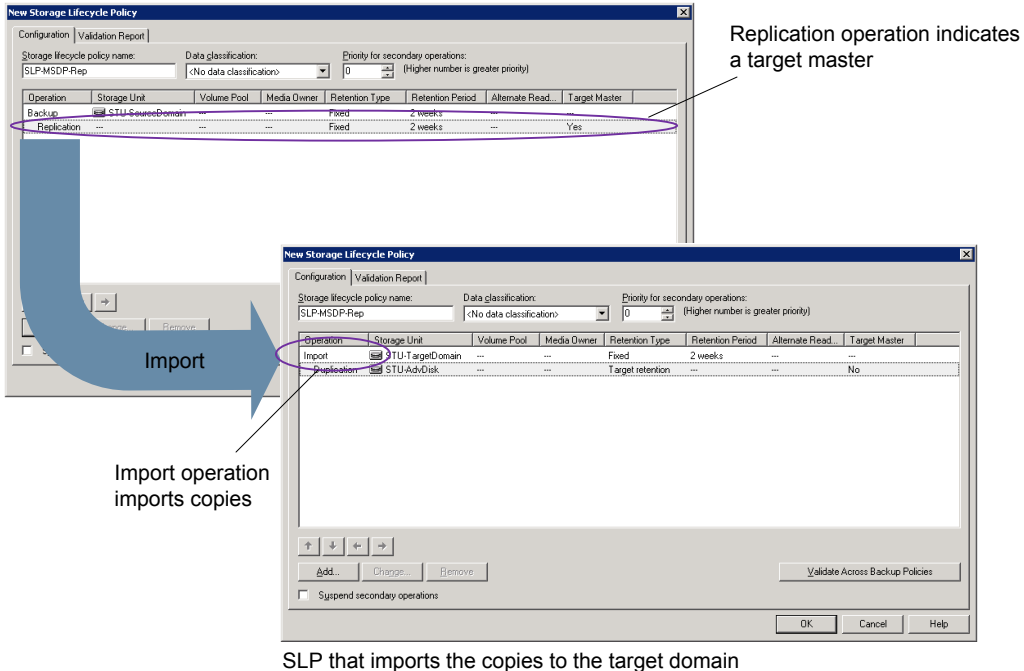 New Storage Lifecycle Policy
Configuration Validation Report
Storage lifecycle policy name: Data classification: Priority for secondary operations:
SLP-MSDP-Rep <No data classification> 0 (Higher number is greater priority)
Operation Storage Unit Volume Pool Media Owner Retention Type Retention Period Alternate Read... Target Master
Backup STU-SourceDomain --- --- Fixed 2 weeks --- ---
Replication --- --- --- Fixed 2 weeks --- Yes
Replication operation indicates
a target master
Remove
Import
New Storage Lifecycle Policy
Configuration Validation Report
Storage lifecycle policy name: Data classification: Priority for secondary operations:
SLP-MSDP-Rep <No data classification> 0 (Higher number is greater priority)
Operation Storage Unit Volume Pool Media Owner Retention Type Retention Period Alternate Read... Target Master
Import STU-TargetDomain --- --- Fixed 2 weeks --- ---
Duplication STU-AdvDisk --- --- Target retention --- --- No
Import operation
imports copies
Add... Change... Remove Validate Across Backup Policies
Suspend secondary operations
OK Cancel Help
SLP that imports the copies to the target domain